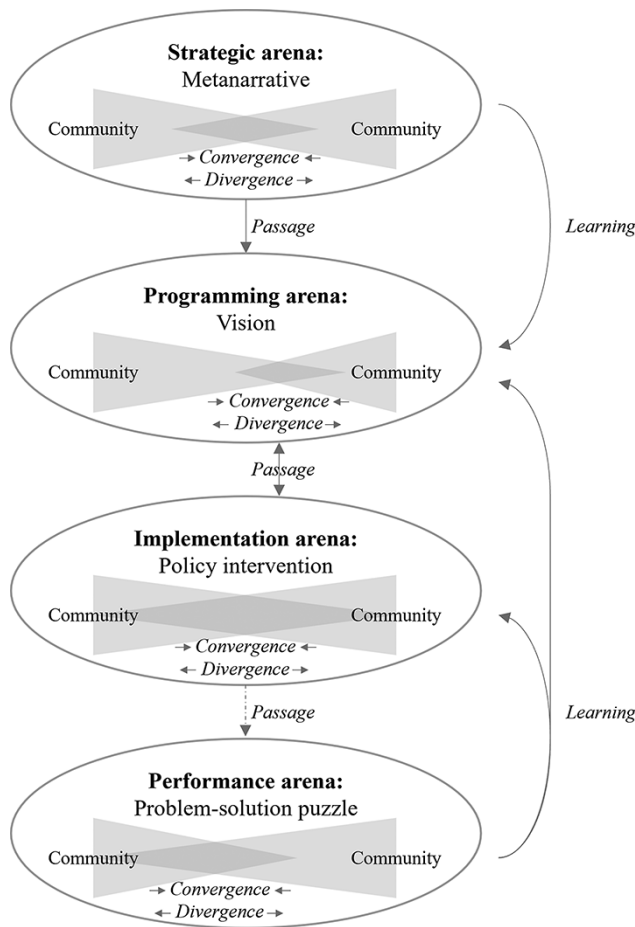 Strategic arena:
Metanarrative
Community Community
Convergence
Divergence
Passage
Learning
Programming arena:
Vision
Community Community
Convergence
Divergence
Passage
Implementation arena:
Policy intervention
Community Community
Convergence
Divergence
Passage
Learning
Performance arena:
Problem-solution puzzle
Community Community
Convergence
Divergence